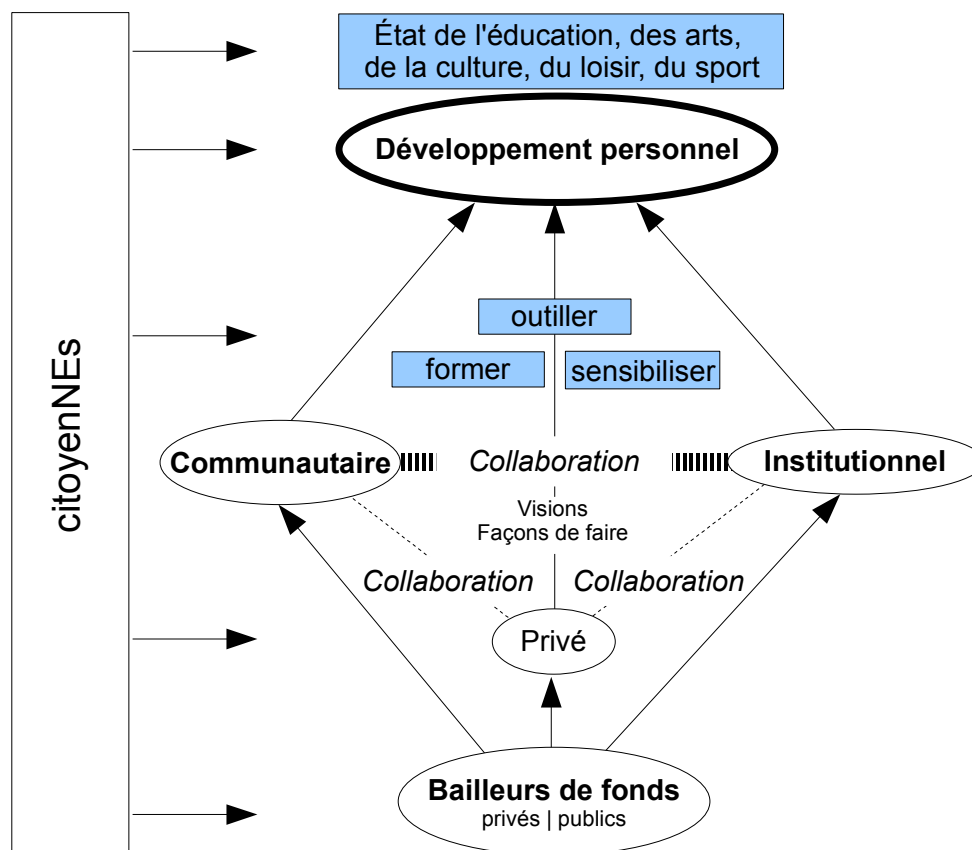 citoyenNEs
État de l'éducation, des arts,
de la culture, du loisir, du sport
Développement personnel
outiller
former
sensibiliser
Communautaire
Collaboration
Institutionnel
Visions
Façons de faire
Collaboration
Collaboration
Privé
Bailleurs de fonds
privés | publics